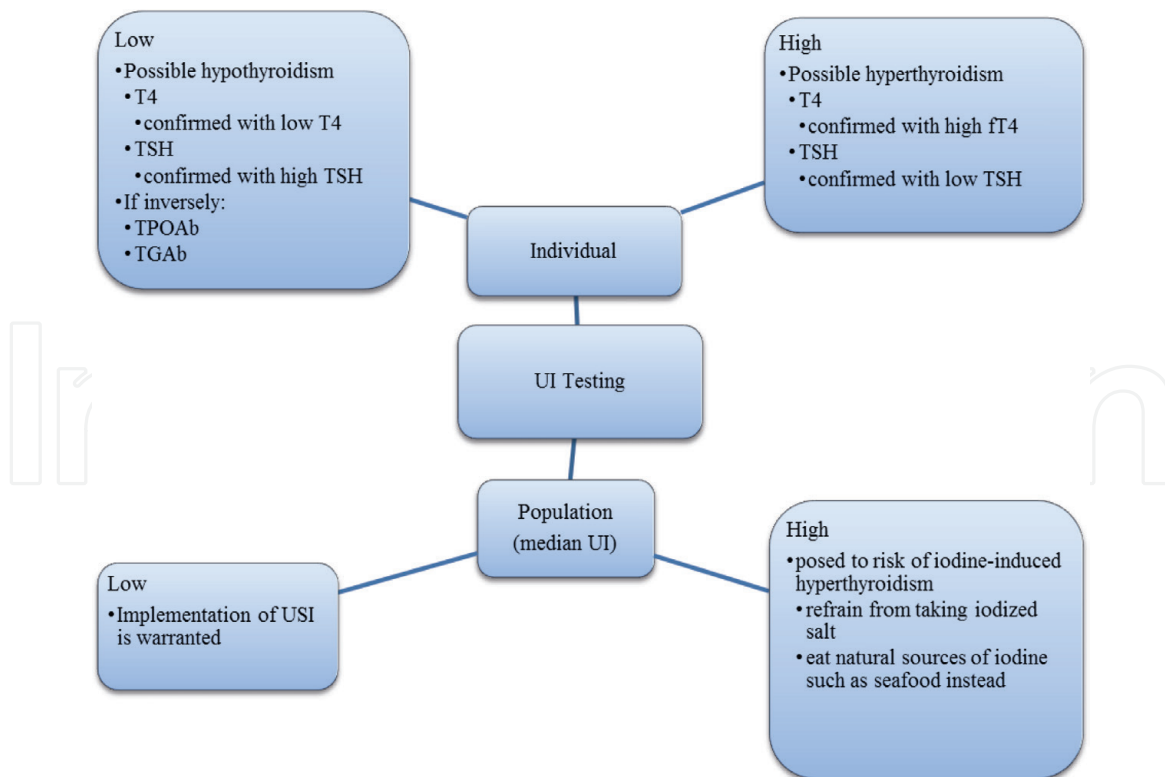 Low
•Possible hypothyroidism
•T4
•confirmed with low T4
•TSH
•confirmed with high TSH
•If inversely:
•TPOAb
•TGAb
High
•Possible hyperthyroidism
•T4
•confirmed with high fT4
•TSH
•confirmed with low TSH
Individual
UI Testing
Population
(median UI)
Low
•Implementation of USI
is warranted
High
•posed to risk of iodine-induced
hyperthyroidism
•refrain from taking iodized
salt
•eat natural sources of iodine
such as seafood instead